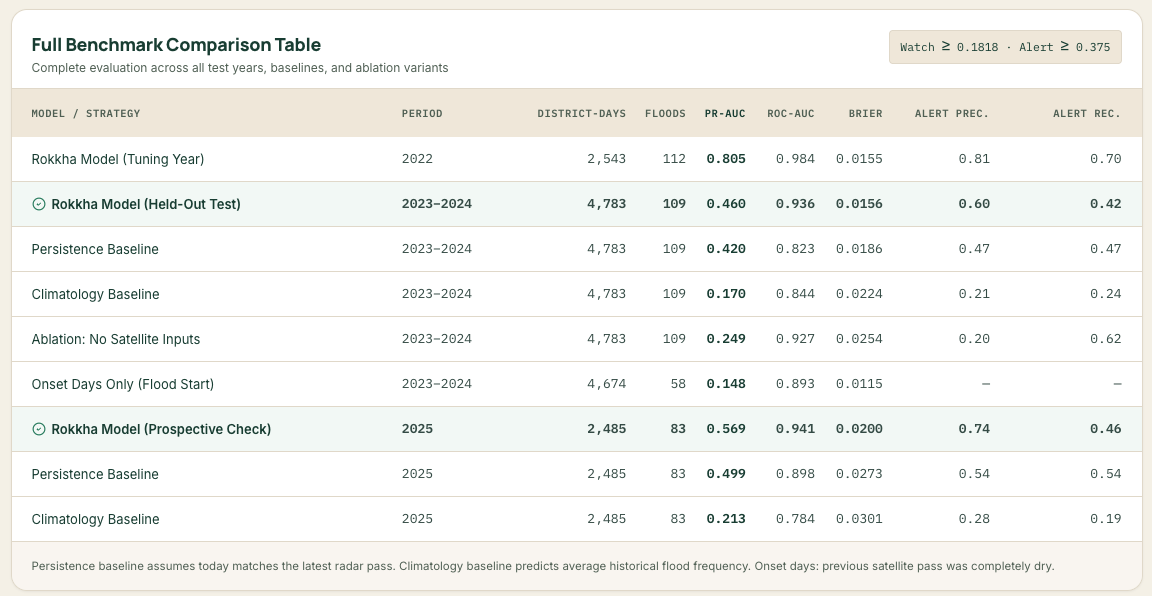 Full Benchmark Comparison Table
Complete evaluation across all test years, baselines, and ablation variants
Watch ≥ 0.1818 · Alert ≥ 0.375
MODEL / STRATEGY PERIOD DISTRICT-DAYS FLOODS PR-AUC ROC-AUC BRIER ALERT PREC. ALERT REC.
Rokkha Model (Tuning Year) 2022 2,543 112 0.805 0.984 0.0155 0.81 0.70
Rokkha Model (Held-Out Test) 2023–2024 4,783 109 0.460 0.936 0.0156 0.60 0.42
Persistence Baseline 2023–2024 4,783 109 0.420 0.823 0.0186 0.47 0.47
Climatology Baseline 2023–2024 4,783 109 0.170 0.844 0.0224 0.21 0.24
Ablation: No Satellite Inputs 2023–2024 4,783 109 0.249 0.927 0.0254 0.20 0.62
Onset Days Only (Flood Start) 2023–2024 4,674 58 0.148 0.893 0.0115 — —
Rokkha Model (Prospective Check) 2025 2,485 83 0.569 0.941 0.0200 0.74 0.46
Persistence Baseline 2025 2,485 83 0.499 0.898 0.0273 0.54 0.54
Climatology Baseline 2025 2,485 83 0.213 0.784 0.0301 0.28 0.19
Persistence baseline assumes today matches the latest radar pass. Climatology baseline predicts average historical flood frequency. Onset days: previous satellite pass was completely dry.